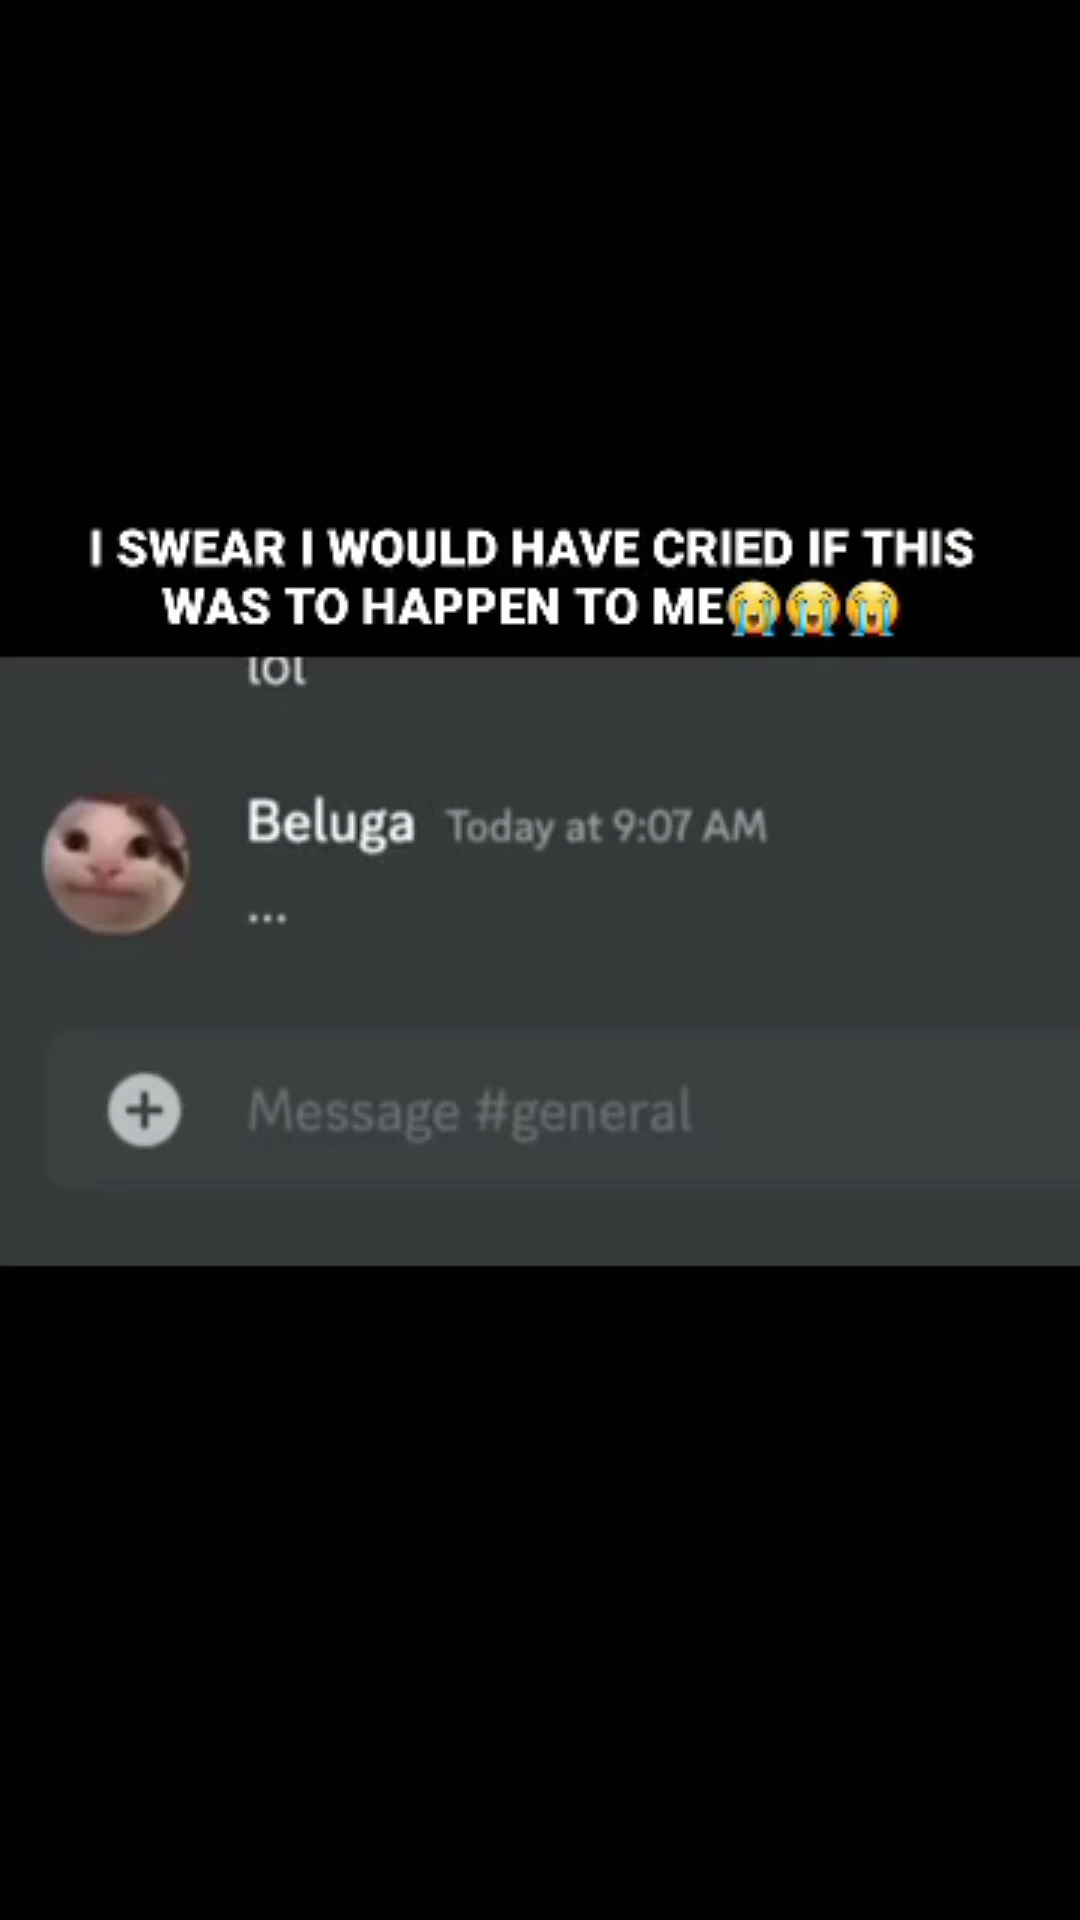 I SWEAR I WOULD HAVE CRIED IF THIS
WAS TO HAPPEN TO ME😭😭😭
lol
Beluga Today at 9:07 AM
...
Message #general